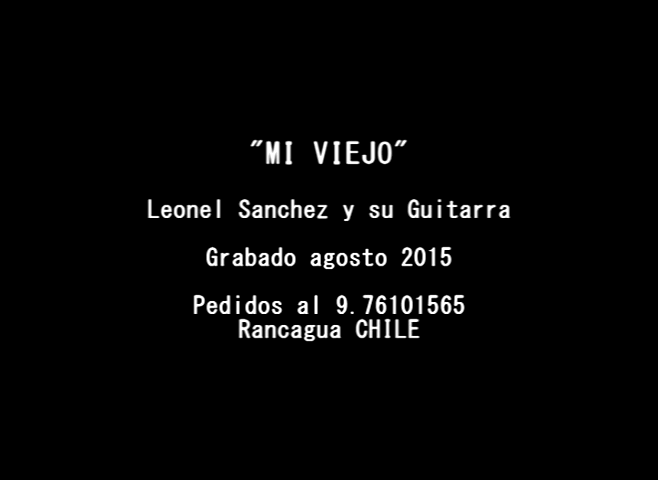 "MI VIEJO"
Leonel Sanchez y su Guitarra
Grabado agosto 2015
Pedidos al 9.76101565
Rancagua CHILE